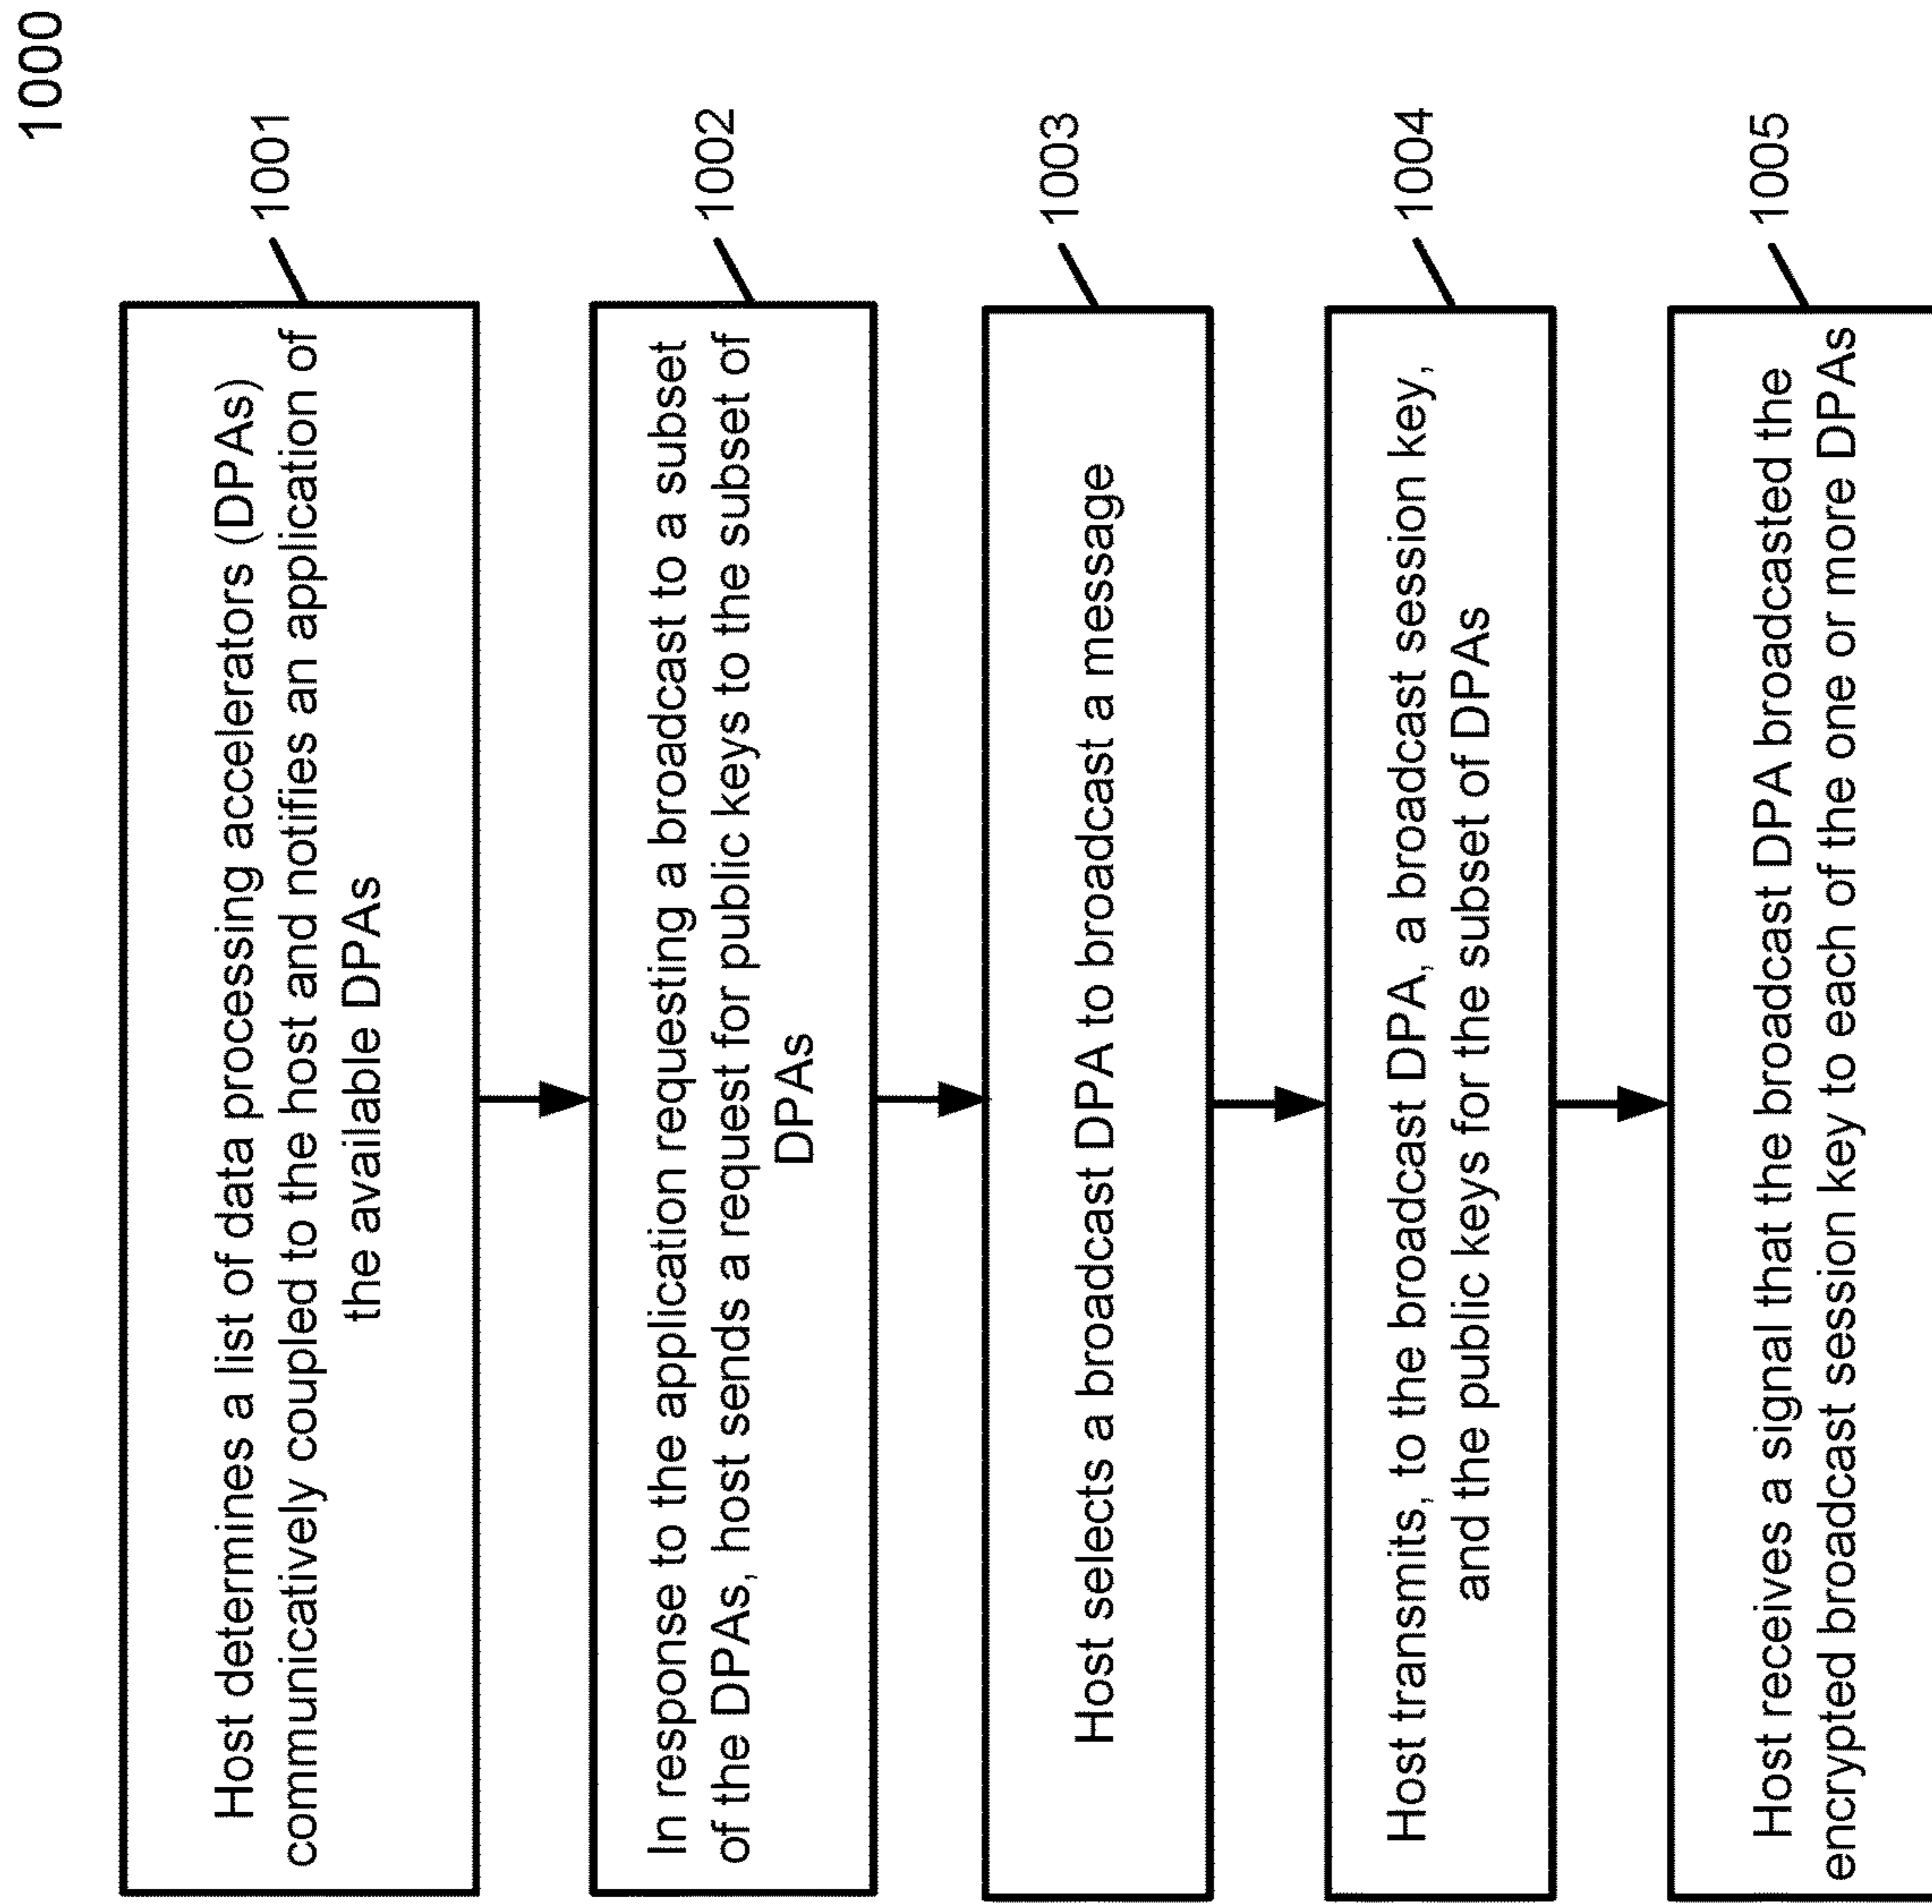 1000
Host determines a list of data processing accelerators (DPAs)
communicatively coupled to the host and notifies an application of
the available DPAs
1001
In response to the application requesting a broadcast to a subset
of the DPAs, host sends a request for public keys to the subset of
DPAs
1002
Host selects a broadcast DPA to broadcast a message
1003
Host transmits, to the broadcast DPA, a broadcast session key,
and the public keys for the subset of DPAs
1004
Host receives a signal that the broadcast DPA broadcasted the
encrypted broadcast session key to each of the one or more DPAs
1005